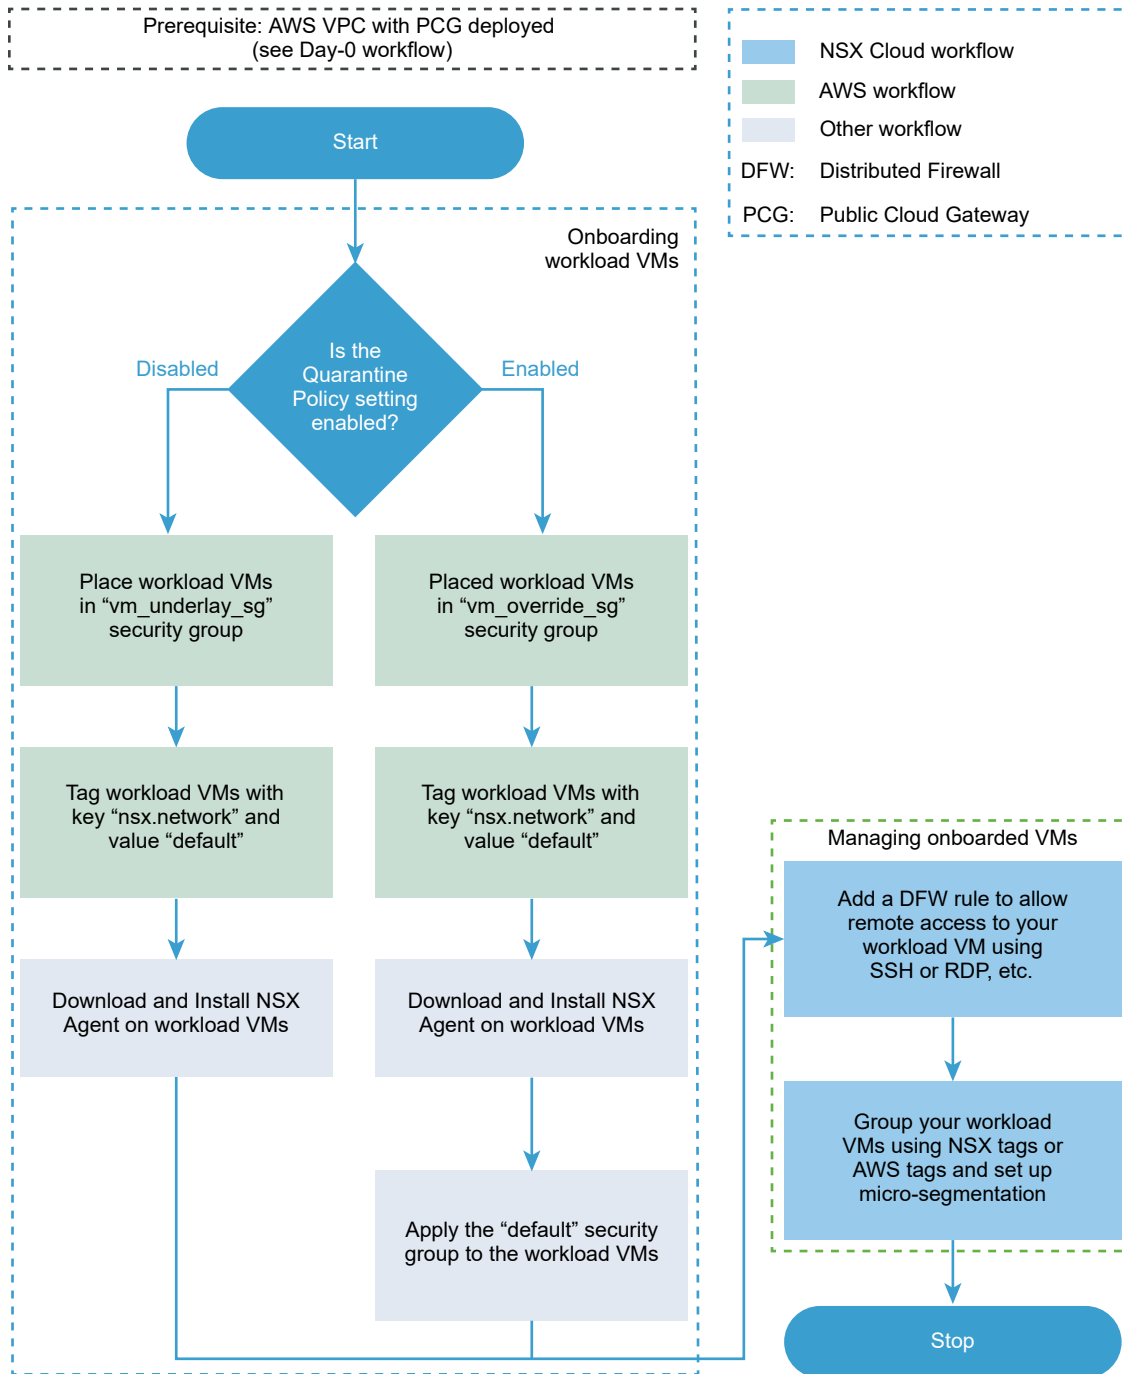 Prerequisite: AWS VPC with PCG deployed
(see Day-0 workflow)
NSX Cloud workflow
AWS workflow
Other workflow
DFW: Distributed Firewall
PCG: Public Cloud Gateway
Start
Onboarding
workload VMs
Is the
Quarantine
Policy setting
enabled?
Disabled
Enabled
Place workload VMs
in “vm_underlay_sg”
security group
Placed workload VMs
in “vm_override_sg”
security group
Tag workload VMs with
key “nsx.network” and
value “default”
Tag workload VMs with
key “nsx.network” and
value “default”
Download and Install NSX
Agent on workload VMs
Download and Install NSX
Agent on workload VMs
Apply the “default” security
group to the workload VMs
Managing onboarded VMs
Add a DFW rule to allow
remote access to your
workload VM using
SSH or RDP, etc.
Group your workload
VMs using NSX tags or
AWS tags and set up
micro-segmentation
Stop